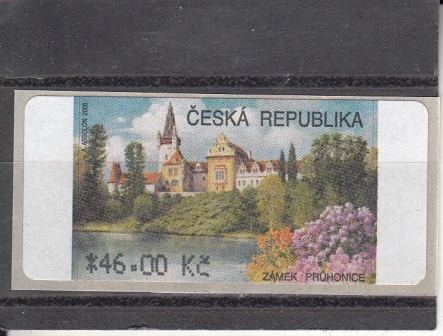 ČESKÁ REPUBLIKA
*46.00 Kč
ZÁMEK PRŮHONICE